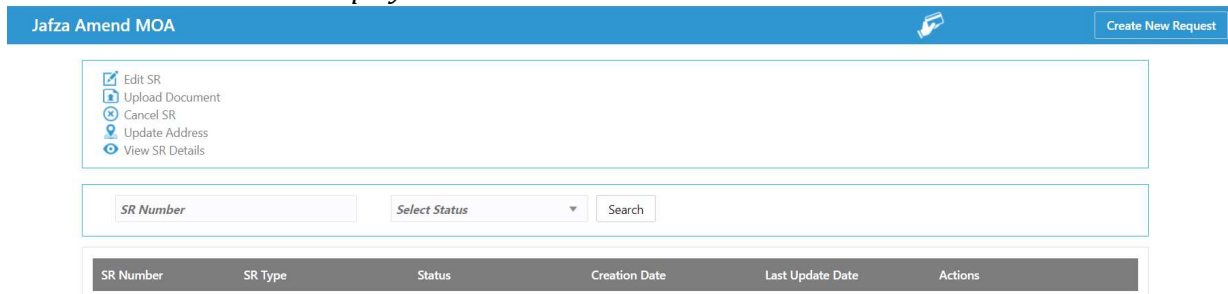 Jafza Amend MOA Create New Request
Edit SR
Upload Document
Cancel SR
Update Address
View SR Details
SR Number Select Status Search
SR Number SR Type Status Creation Date Last Update Date Actions